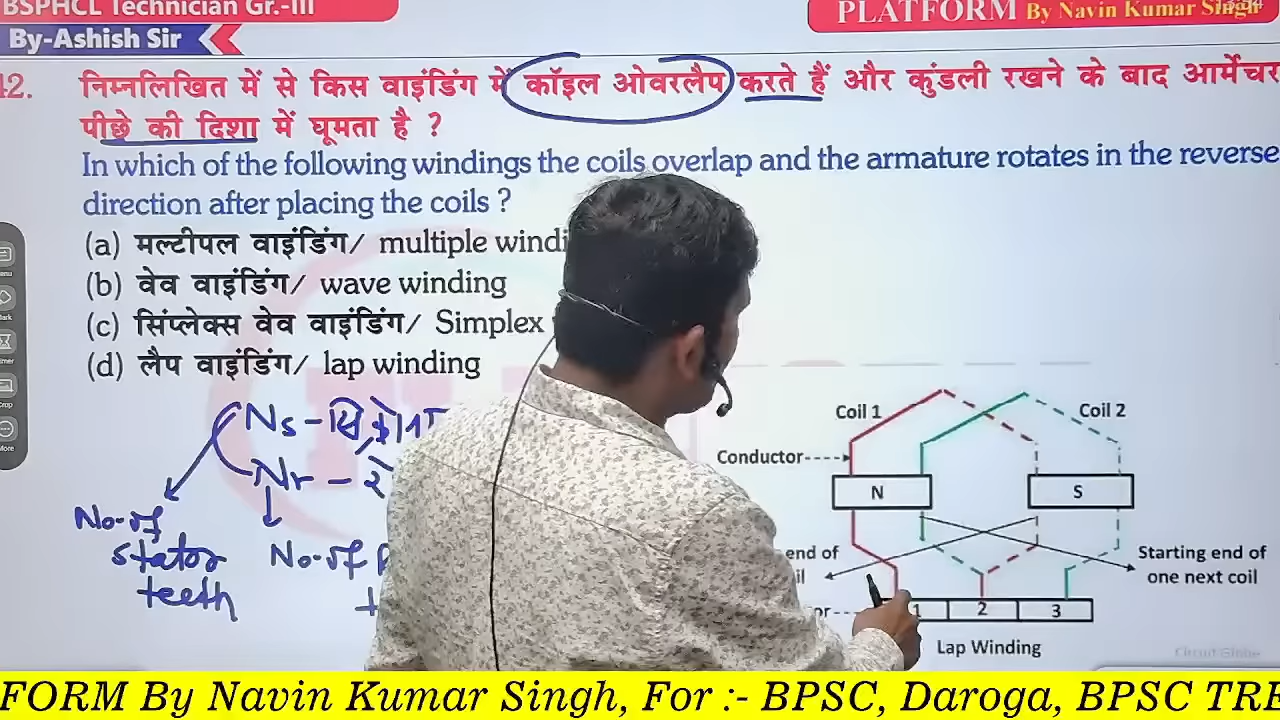 BSPHCL Technician Gr.-III
PLATFORM By Navin Kumar Singh
By-Ashish Sir
42. निम्नलिखित में से किस वाइंडिंग में कॉइल ओवरलैप करते हैं और कुंडली रखने के बाद आर्मेचर
पीछे की दिशा में घूमता है ?
In which of the following windings the coils overlap and the armature rotates in the reverse
direction after placing the coils ?
(a) मल्टीपल वाइंडिंग/ multiple windi
(b) वेव वाइंडिंग/ wave winding
(c) सिंप्लेक्स वेव वाइंडिंग/ Simplex
(d) लैप वाइंडिंग/ lap winding
Ns -
Nr -
No-of
stator
teeth
No-of
Coil 1
Coil 2
Conductor
N
S
end of
Starting end of
one next coil
1 2 3
Lap Winding
Circuit Globe
FORM By Navin Kumar Singh, For :- BPSC, Daroga, BPSC TRE